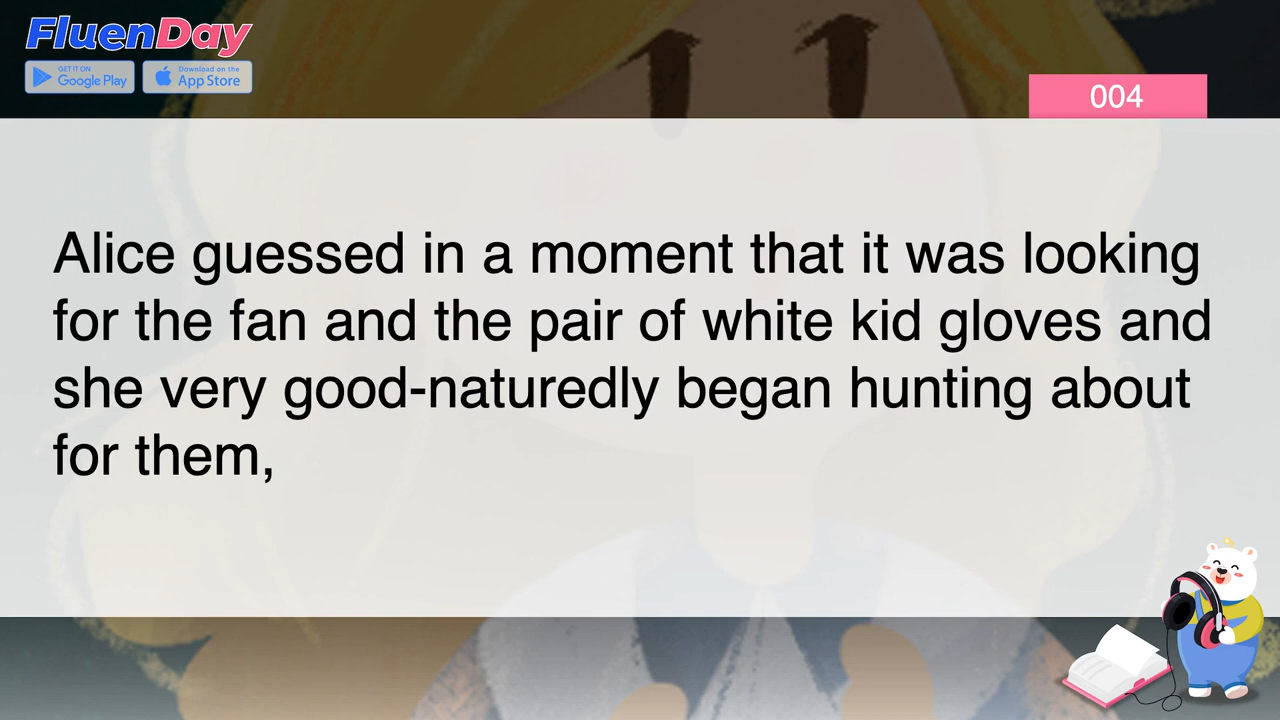 FluenDay
GET IT ON
Google Play
Download on the
App Store
004
Alice guessed in a moment that it was looking
for the fan and the pair of white kid gloves and
she very good-naturedly began hunting about
for them,